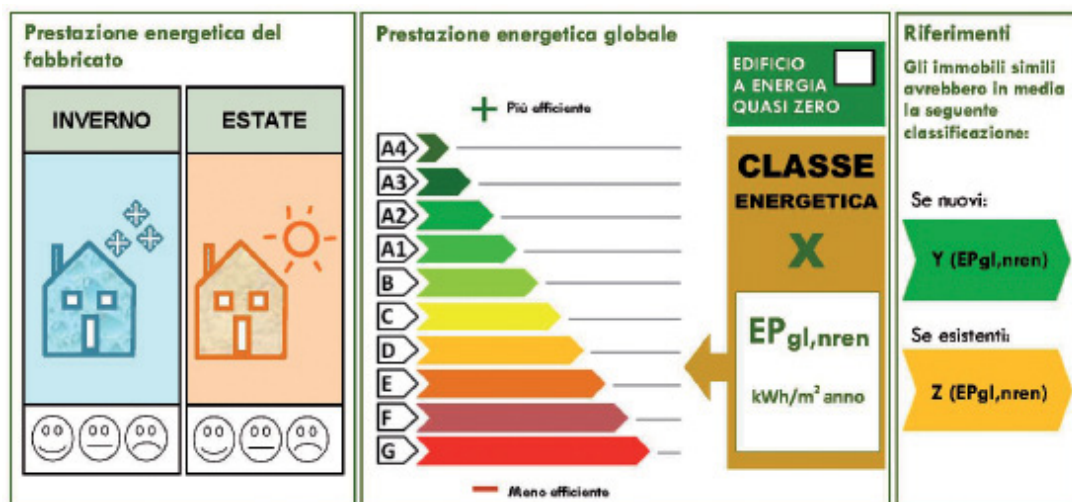 Prestazione energetica del
fabbricato
INVERNO
ESTATE
Prestazione energetica globale
Più efficiente
A4
A3
A2
A1
B
C
D
E
F
G
Meno efficiente
EDIFICIO
A ENERGIA
QUASI ZERO
CLASSE
ENERGETICA
X
EPgl,nren
kWh/m² anno
Riferimenti
Gli immobili simili
avrebbero in media
la seguente
classificazione:
Se nuovi:
Y (EPgl,nren)
Se esistenti:
Z (EPgl,nren)